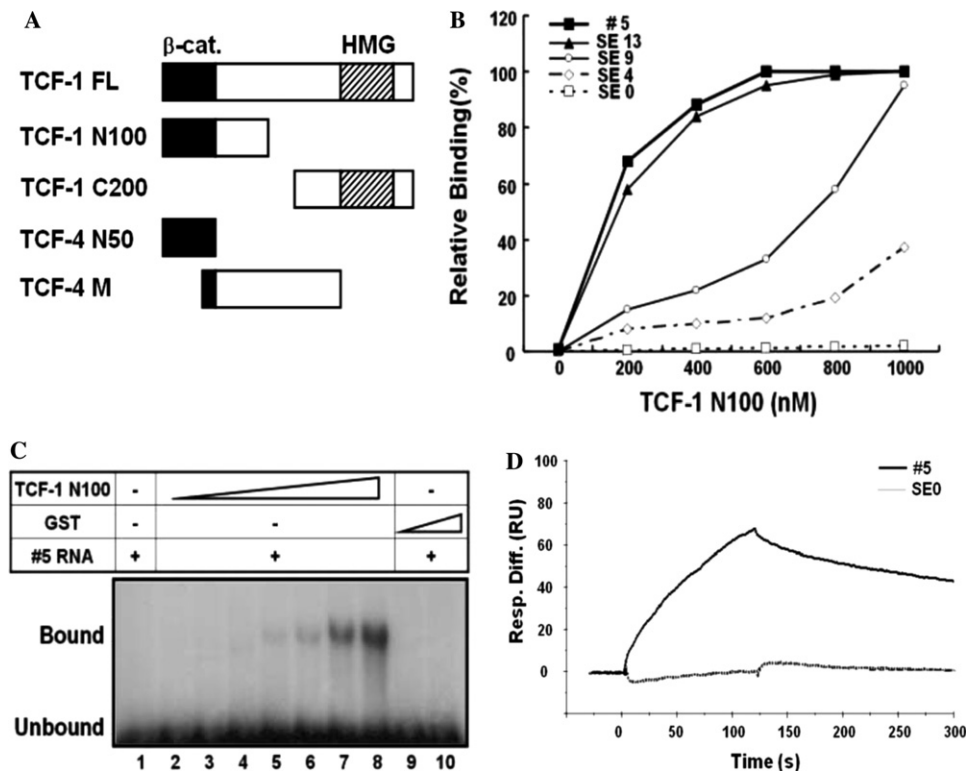 A
β-cat. HMG
TCF-1 FL
TCF-1 N100
TCF-1 C200
TCF-4 N50
TCF-4 M
B
# 5
SE 13
SE 9
SE 4
SE 0
Relative Binding(%)
120
100
80
60
40
20
0
0 200 400 600 800 1000
TCF-1 N100 (nM)
C
TCF-1 N100 - -
GST - -
#5 RNA + + +
Bound
Unbound
1 2 3 4 5 6 7 8 9 10
D
#5
SE0
Resp. Diff. (RU)
100
80
60
40
20
0
0 50 100 150 200 250 300
Time (s)